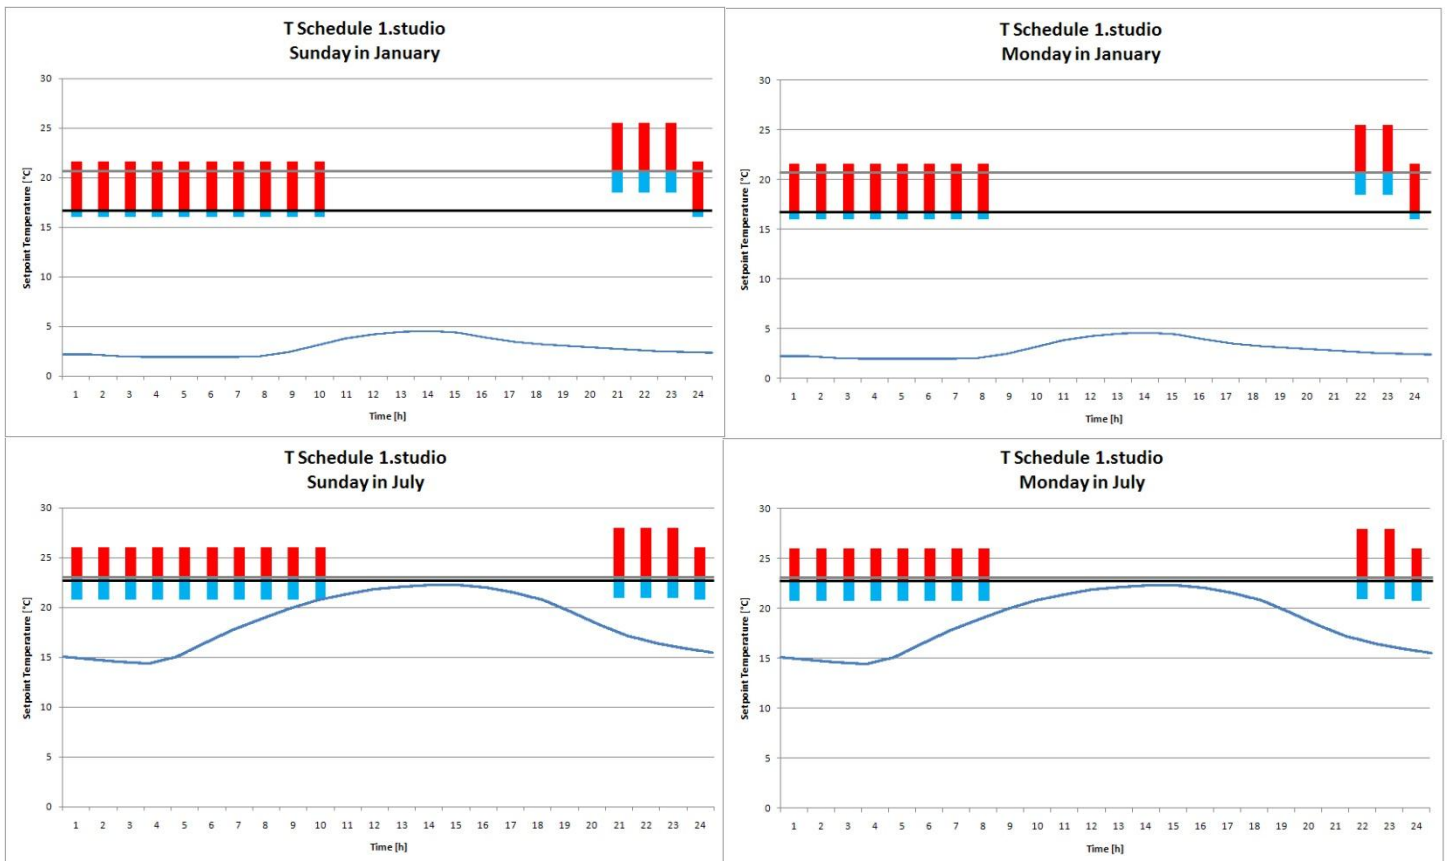 T Schedule 1.studio
Sunday in January
Setpoint Temperature [°C]
30
25
20
15
10
5
0
1 2 3 4 5 6 7 8 9 10 11 12 13 14 15 16 17 18 19 20 21 22 23 24
Time [h]
T Schedule 1.studio
Monday in January
Setpoint Temperature [°C]
30
25
20
15
10
5
0
1 2 3 4 5 6 7 8 9 10 11 12 13 14 15 16 17 18 19 20 21 22 23 24
Time [h]
T Schedule 1.studio
Sunday in July
Setpoint Temperature [°C]
30
25
20
15
10
5
0
1 2 3 4 5 6 7 8 9 10 11 12 13 14 15 16 17 18 19 20 21 22 23 24
Time [h]
T Schedule 1.studio
Monday in July
Setpoint Temperature [°C]
30
25
20
15
10
5
0
1 2 3 4 5 6 7 8 9 10 11 12 13 14 15 16 17 18 19 20 21 22 23 24
Time [h]